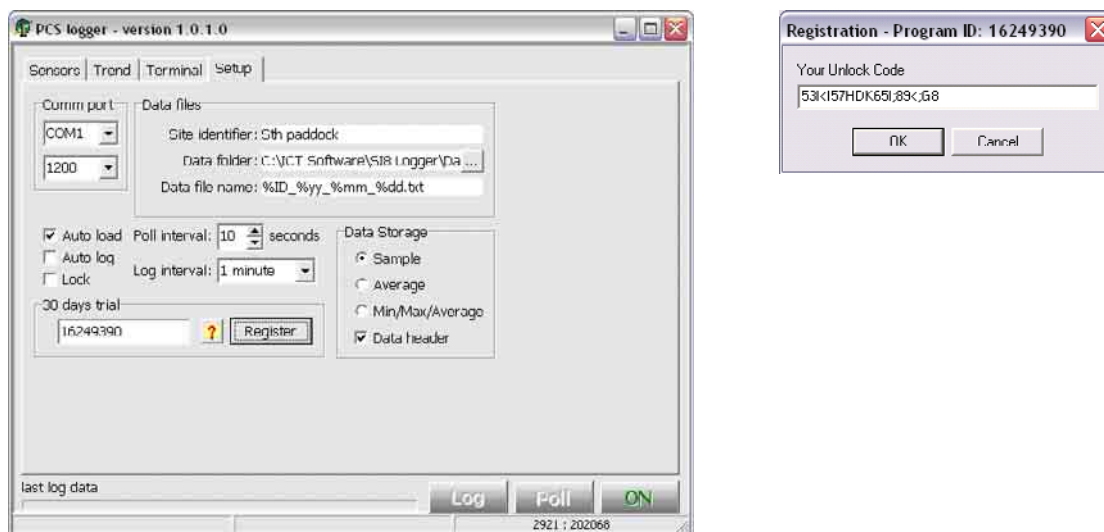 PCS logger - version 1.0.1.0
Sensors Trend Terminal Setup
Comm port
COM1
1200
Data files
Site identifier: Sth paddock
Data folder: C:\ICT Software\SI8 Logger\Da ...
Data file name: %ID_%yy_%mm_%dd.txt
Auto load
Auto log
Lock
Poll interval: 10 seconds
Log interval: 1 minute
Data Storage
Sample
Average
Min/Max/Average
Data header
30 days trial
16249390 ? Register
last log data
Log Poll ON
2921 : 202068
Registration - Program ID: 16249390
Your Unlock Code
OK Cancel